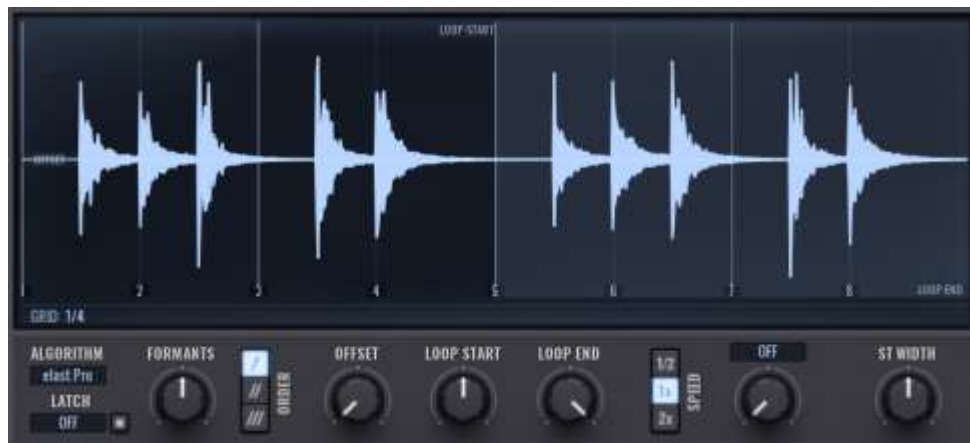 LOOP START
OFFSET
1 2 3 4 5 6 7 8
LOOP END
GRID: 1/4
ALGORITHM
elast Pro
LATCH
OFF
FORMANTS
/
//
///
ORDER
OFFSET
LOOP START
LOOP END
1/2
1x
2x
SPEED
OFF
ST WIDTH